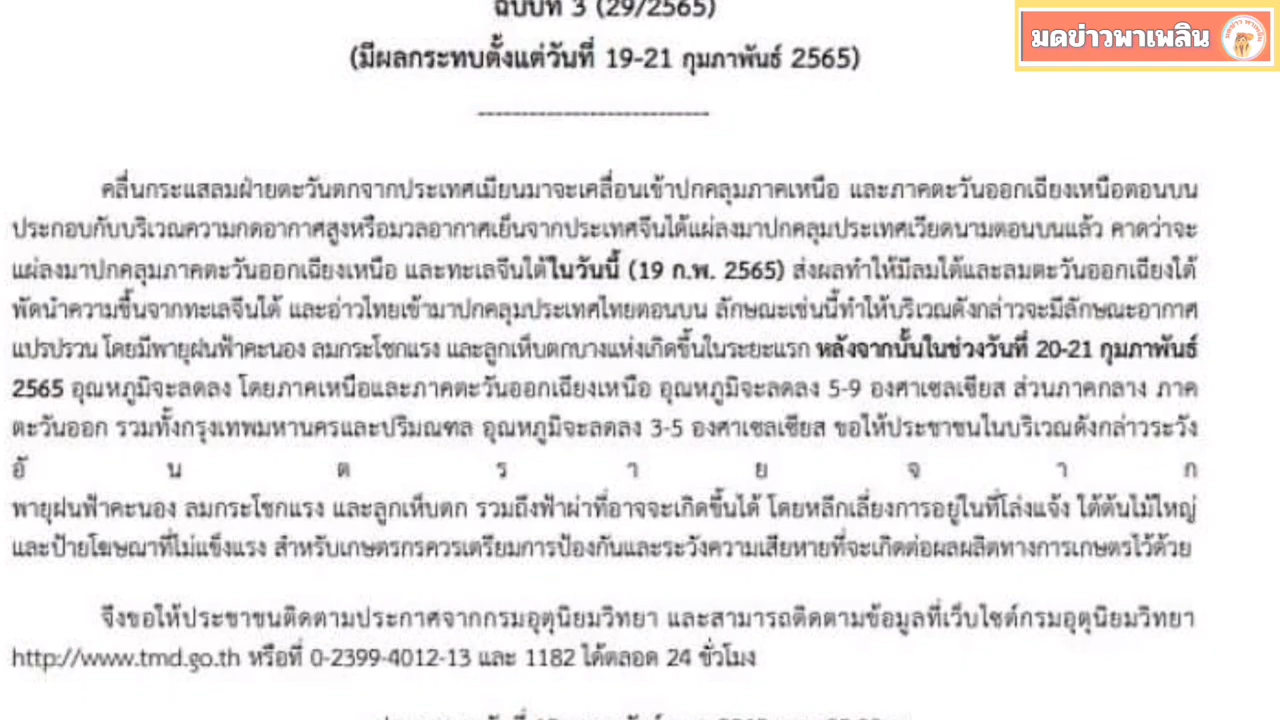 ฉบับที่ 3 (29/2565)
มดข่าวพาเพลิน
(มีผลกระทบตั้งแต่วันที่ 19-21 กุมภาพันธ์ 2565)
--------------------------
คลื่นกระแสลมฝ่ายตะวันตกจากประเทศเมียนมาจะเคลื่อนเข้าปกคลุมภาคเหนือ และภาคตะวันออกเฉียงเหนือตอนบน
ประกอบกับบริเวณความกดอากาศสูงหรือมวลอากาศเย็นจากประเทศจีนได้แผ่ลงมาปกคลุมประเทศเวียดนามตอนบนแล้ว คาดว่าจะ
แผ่ลงมาปกคลุมภาคตะวันออกเฉียงเหนือ และทะเลจีนใต้ในวันนี้ (19 ก.พ. 2565) ส่งผลทำให้มีลมใต้และลมตะวันออกเฉียงใต้
พัดนำความชื้นจากทะเลจีนใต้ และอ่าวไทยเข้ามาปกคลุมประเทศไทยตอนบน ลักษณะเช่นนี้ทำให้บริเวณดังกล่าวจะมีลักษณะอากาศ
แปรปรวน โดยมีพายุฝนฟ้าคะนอง ลมกระโชกแรง และลูกเห็บตกบางแห่งเกิดขึ้นในระยะแรก หลังจากนั้นในช่วงวันที่ 20-21 กุมภาพันธ์
2565 อุณหภูมิจะลดลง โดยภาคเหนือและภาคตะวันออกเฉียงเหนือ อุณหภูมิจะลดลง 5-9 องศาเซลเซียส ส่วนภาคกลาง ภาค
ตะวันออก รวมทั้งกรุงเทพมหานครและปริมณฑล อุณหภูมิจะลดลง 3-5 องศาเซลเซียส ขอให้ประชาชนในบริเวณดังกล่าวระวัง
อั น ต ร า ย จ า ก
พายุฝนฟ้าคะนอง ลมกระโชกแรง และลูกเห็บตก รวมถึงฟ้าผ่าที่อาจจะเกิดขึ้นได้ โดยหลีกเลี่ยงการอยู่ในที่โล่งแจ้ง ใต้ต้นไม้ใหญ่
และป้ายโฆษณาที่ไม่แข็งแรง สำหรับเกษตรกรควรเตรียมการป้องกันและระวังความเสียหายที่จะเกิดต่อผลผลิตทางการเกษตรไว้ด้วย
จึงขอให้ประชาชนติดตามประกาศจากกรมอุตุนิยมวิทยา และสามารถติดตามข้อมูลที่เว็บไซต์กรมอุตุนิยมวิทยา
http://www.tmd.go.th หรือที่ 0-2399-4012-13 และ 1182 ได้ตลอด 24 ชั่วโมง